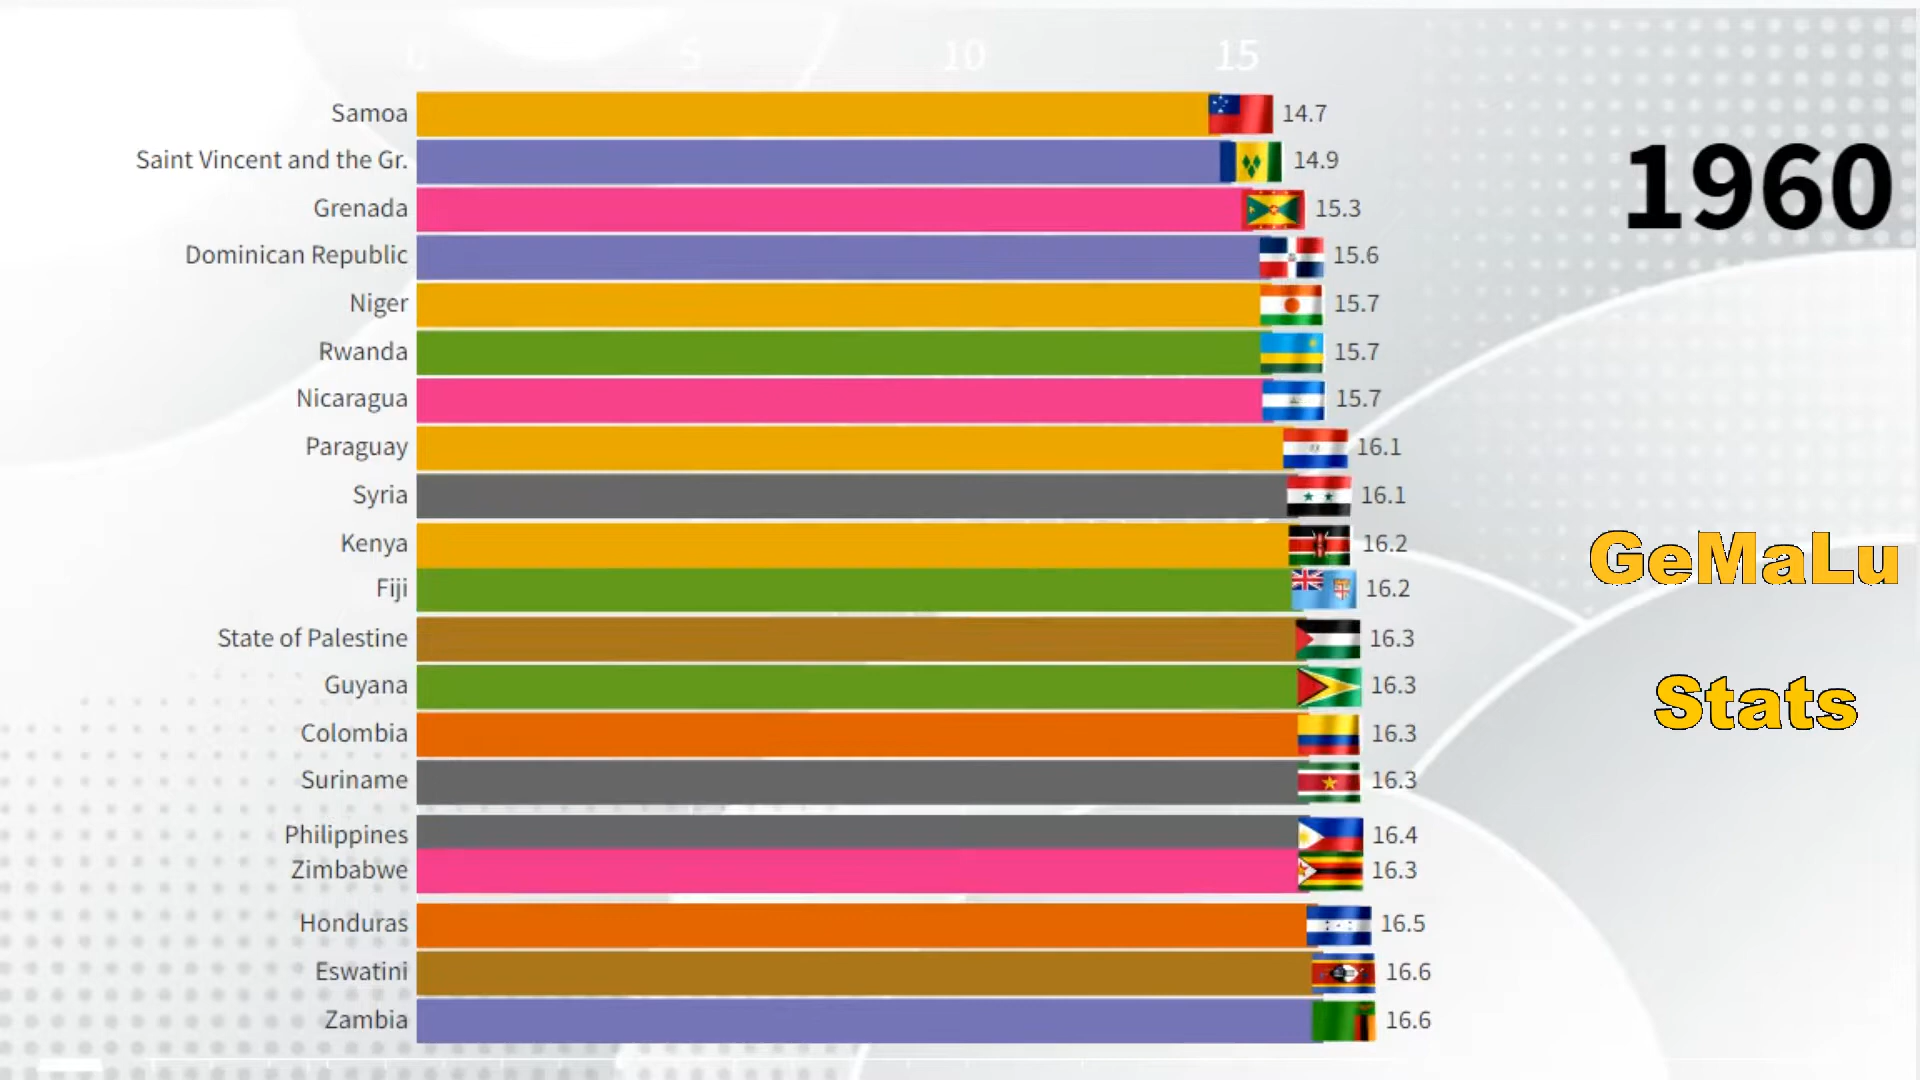 0 5 10 15
Samoa 14.7
Saint Vincent and the Gr. 14.9
1960
Grenada 15.3
Dominican Republic 15.6
Niger 15.7
Rwanda 15.7
Nicaragua 15.7
Paraguay 16.1
Syria 16.1
Kenya 16.2
GeMaLu
Fiji 16.2
State of Palestine 16.3
Guyana 16.3
Stats
Colombia 16.3
Suriname 16.3
Philippines 16.4
Zimbabwe 16.3
Honduras 16.5
Eswatini 16.6
Zambia 16.6